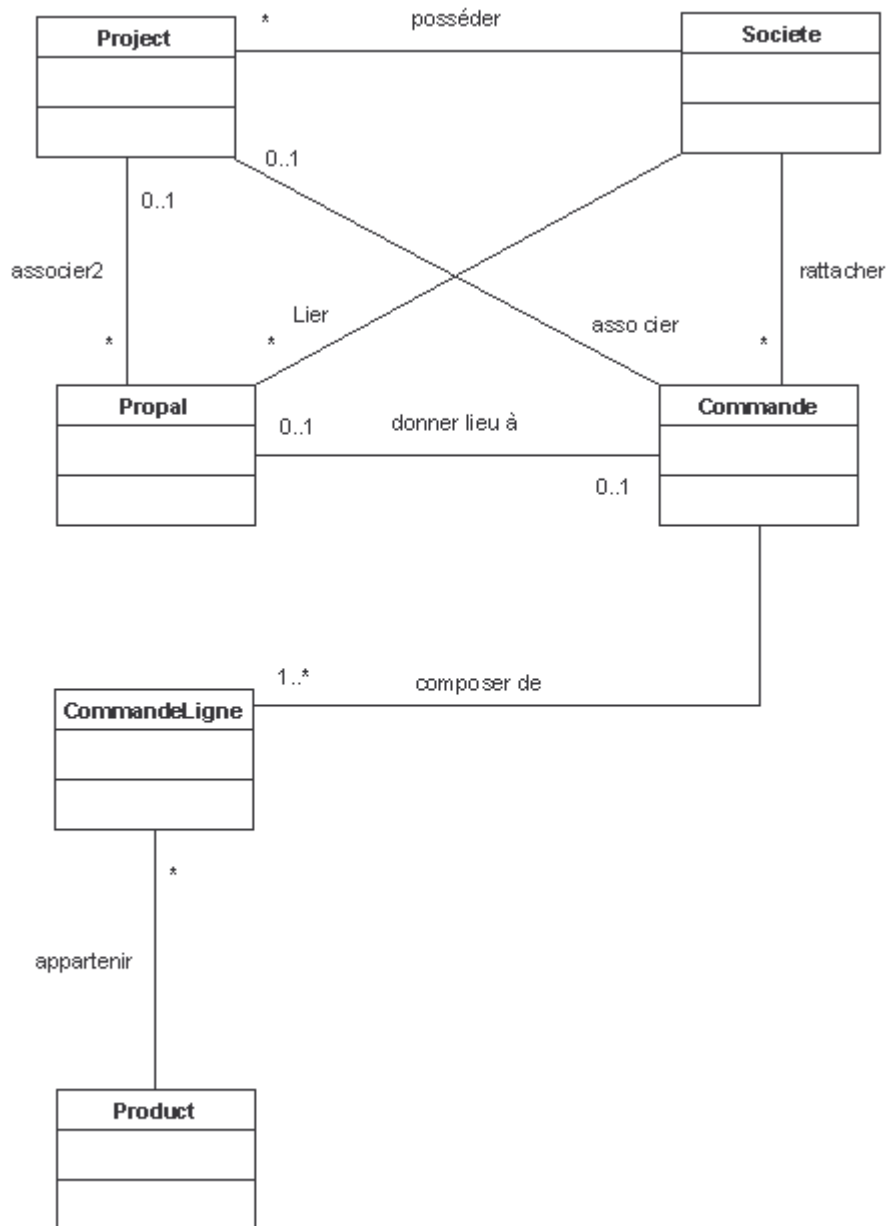 * posséder
Project
Societe
0..1
0..1
associer2
rattacher
Lier
asso cier
* * *
Propal
Commande
0..1
donner lieu à
0..1
1..*
composer de
CommandeLigne
*
appartenir
Product